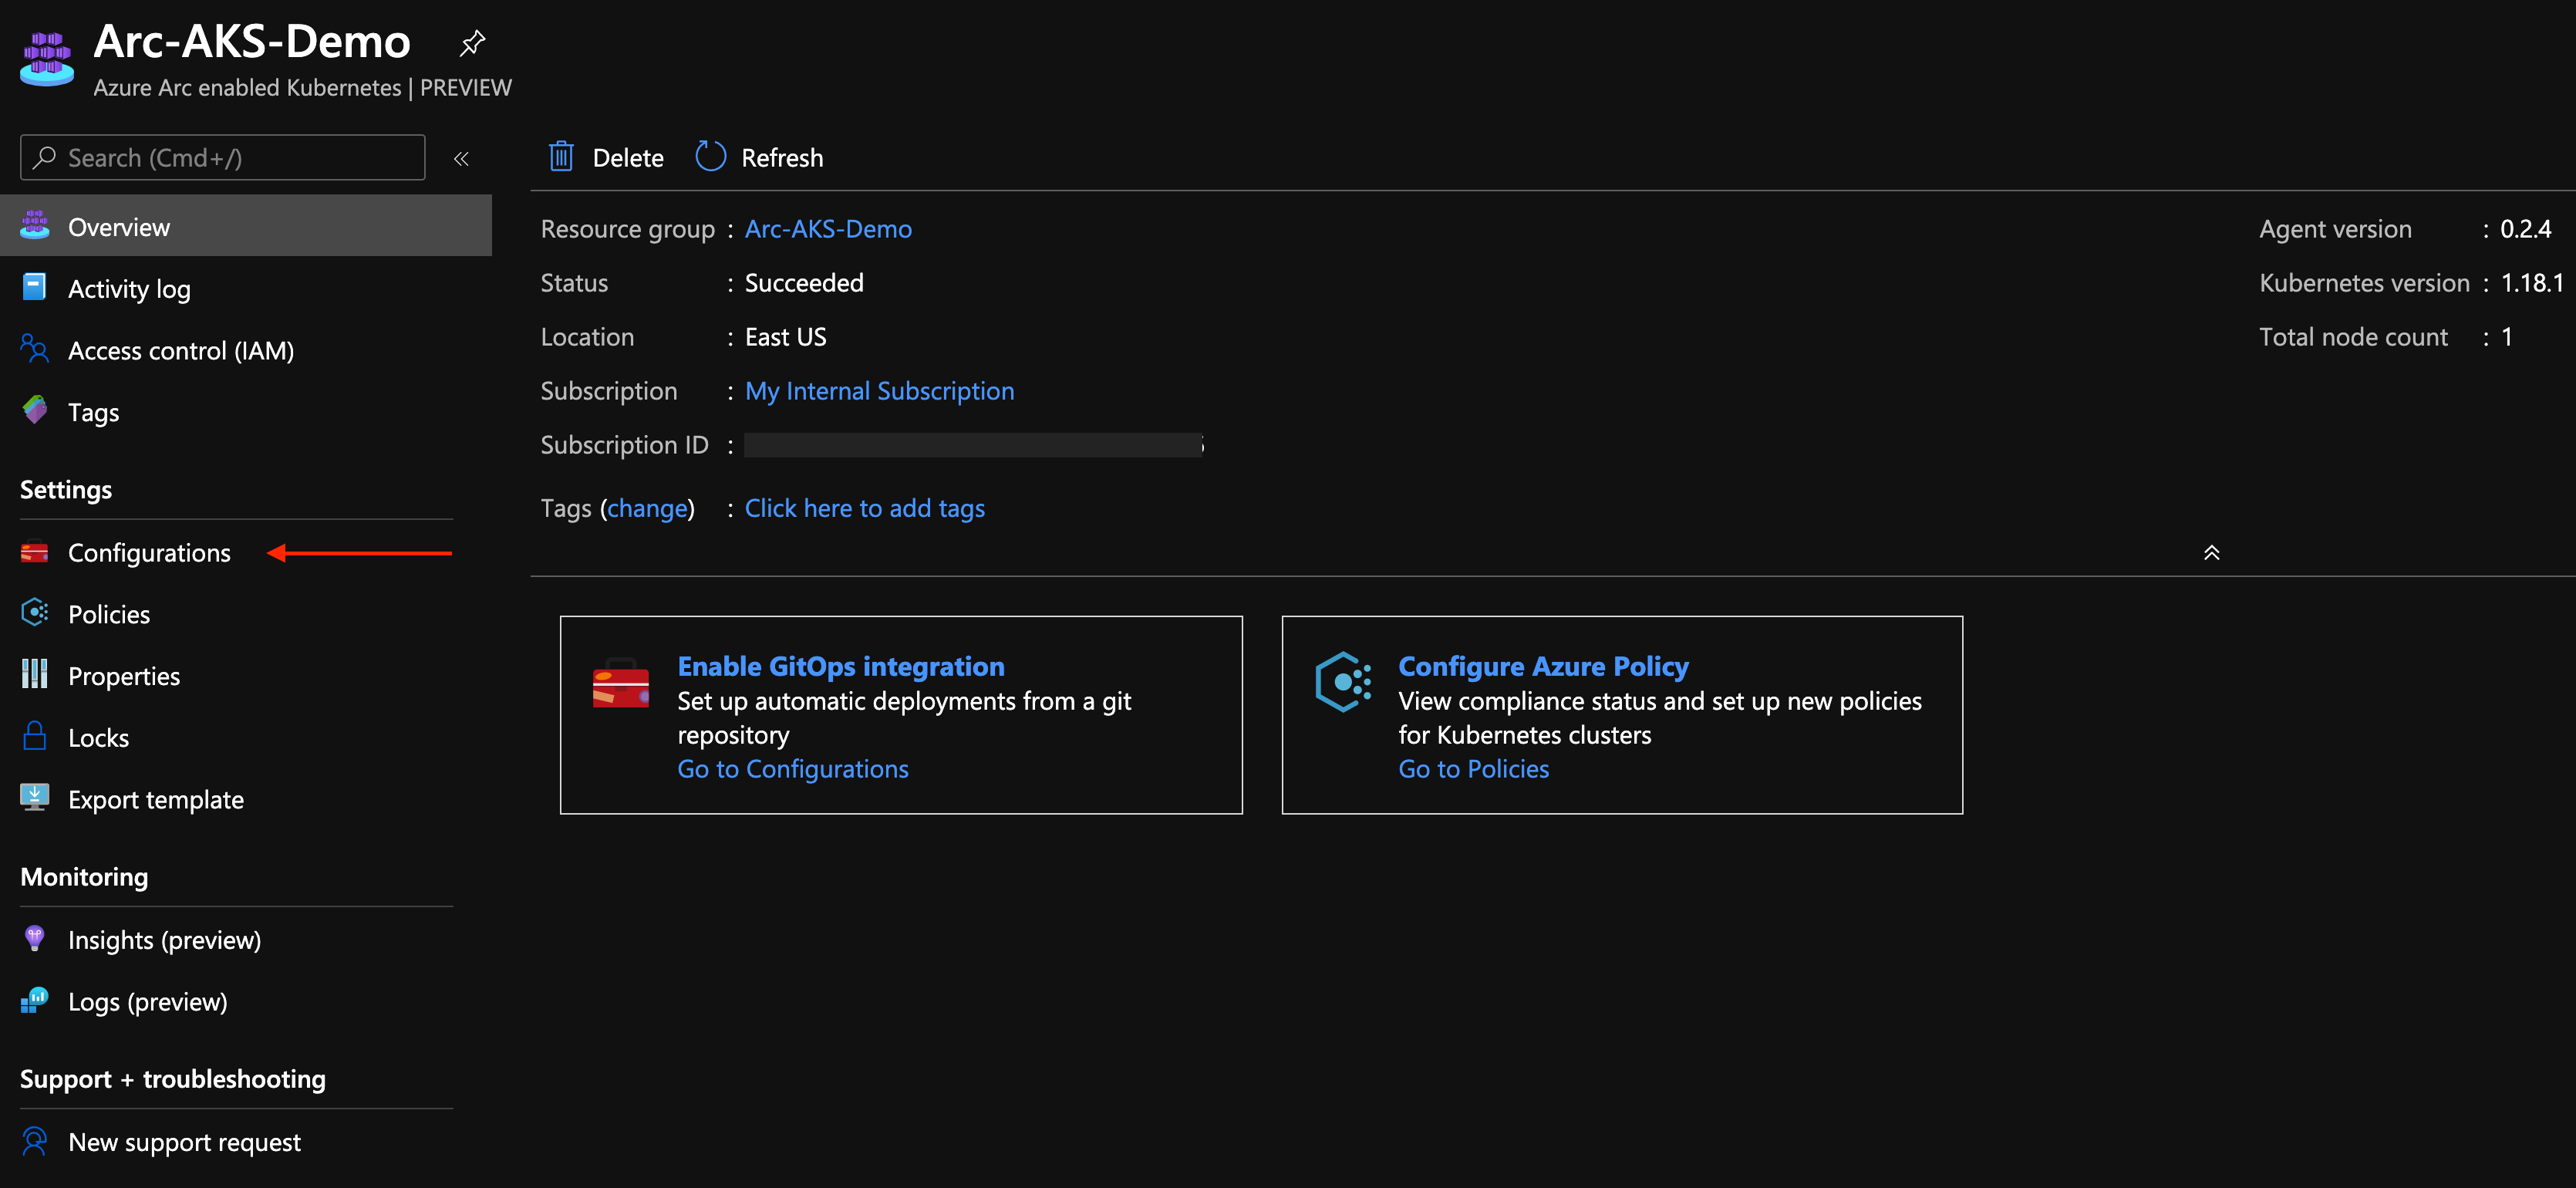 Arc-AKS-Demo
Azure Arc enabled Kubernetes | PREVIEW
Search (Cmd+/)
Overview
Activity log
Access control (IAM)
Tags
Settings
Configurations
Policies
Properties
Locks
Export template
Monitoring
Insights (preview)
Logs (preview)
Support + troubleshooting
New support request
Delete Refresh
Resource group : Arc-AKS-Demo
Status : Succeeded
Location : East US
Subscription : My Internal Subscription
Subscription ID :
Tags (change) : Click here to add tags
Agent version : 0.2.4
Kubernetes version : 1.18.1
Total node count : 1
Enable GitOps integration
Set up automatic deployments from a git
repository
Go to Configurations
Configure Azure Policy
View compliance status and set up new policies
for Kubernetes clusters
Go to Policies